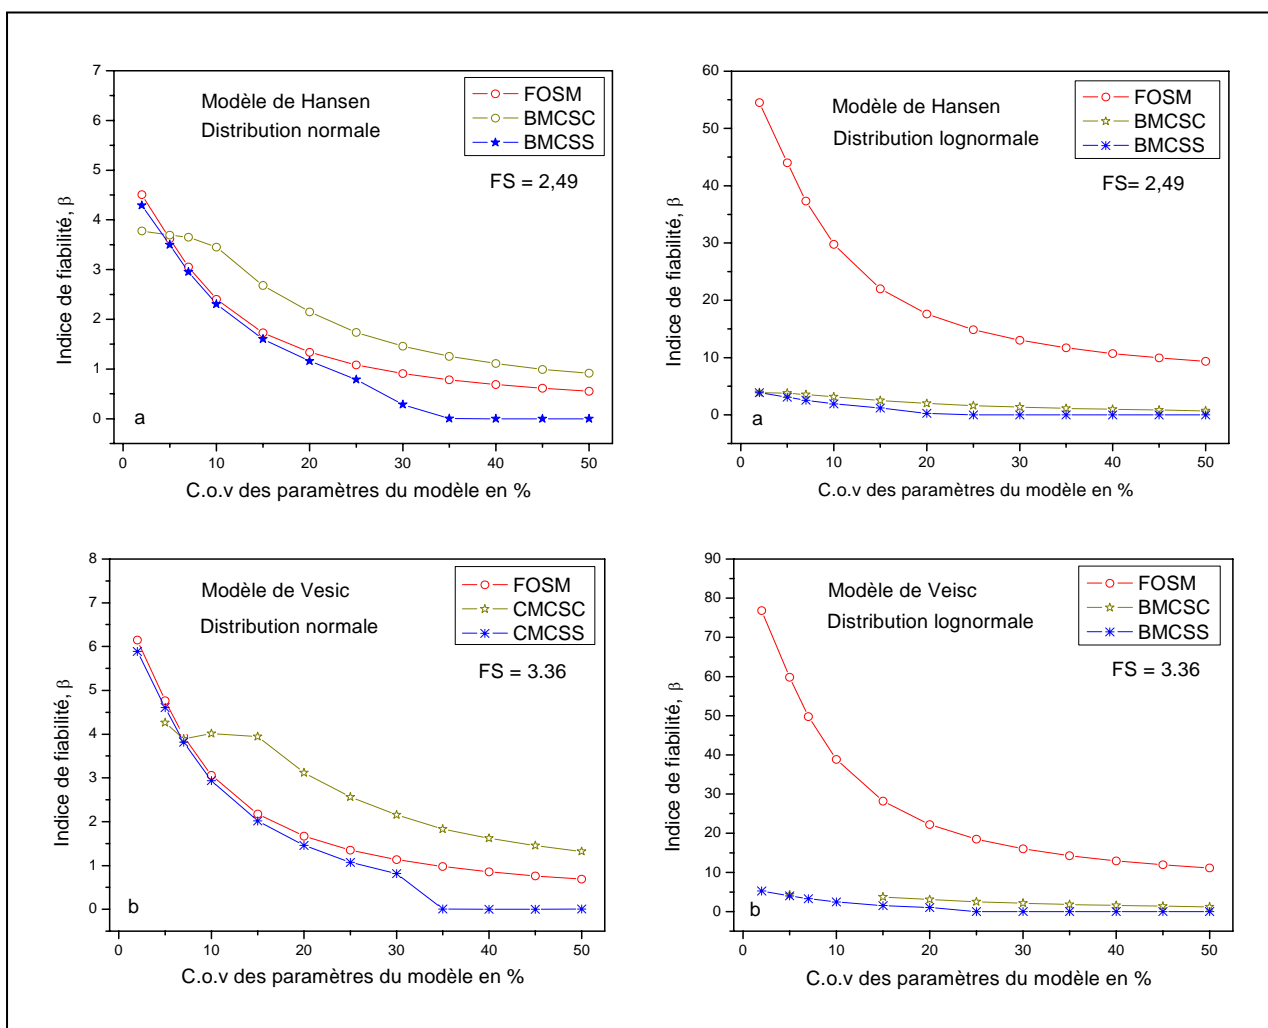 Modèle de Hansen
Distribution normale
FOSM
BMCSC
BMCSS
FS = 2,49
7
6
5
4
3
2
1
0
Indice de fiabilité, β
a
0 10 20 30 40 50
C.o.v des paramètres du modèle en %
Modèle de Hansen
Distribution lognormale
FOSM
BMCSC
BMCSS
FS= 2,49
60
50
40
30
20
10
0
Indice de fiabilité, β
a
0 10 20 30 40 50
C.o.v des paramètres du modèle en %
Modèle de Vesic
Distribution normale
FOSM
CMCSC
CMCSS
FS = 3.36
8
7
6
5
4
3
2
1
0
Indice de fiabilité, β
b
0 10 20 30 40 50
C.o.v des paramètres du modèle en %
Modèle de Veisc
Distribution lognormale
FOSM
BMCSC
BMCSS
FS = 3.36
90
80
70
60
50
40
30
20
10
0
Indice de fiabilité, β
b
0 10 20 30 40 50
C.o.v des paramètres du modèle en %